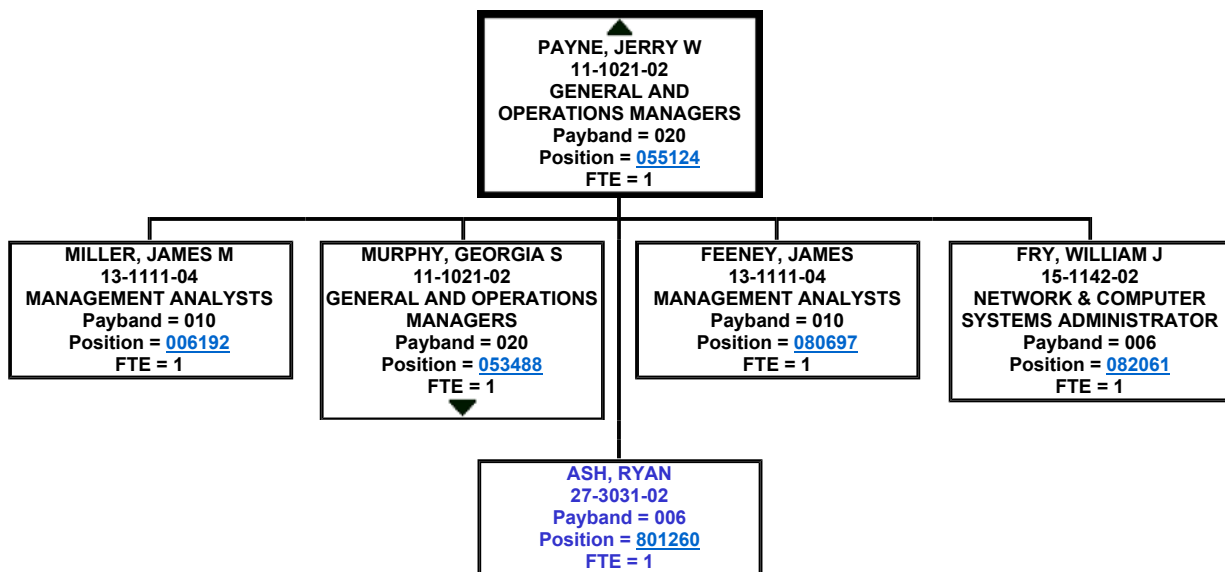 PAYNE, JERRY W
11-1021-02
GENERAL AND
OPERATIONS MANAGERS
Payband = 020
Position = 055124
FTE = 1
MILLER, JAMES M
13-1111-04
MANAGEMENT ANALYSTS
Payband = 010
Position = 006192
FTE = 1
MURPHY, GEORGIA S
11-1021-02
GENERAL AND OPERATIONS
MANAGERS
Payband = 020
Position = 053488
FTE = 1
FEENEY, JAMES
13-1111-04
MANAGEMENT ANALYSTS
Payband = 010
Position = 080697
FTE = 1
FRY, WILLIAM J
15-1142-02
NETWORK & COMPUTER
SYSTEMS ADMINISTRATOR
Payband = 006
Position = 082061
FTE = 1
ASH, RYAN
27-3031-02
Payband = 006
Position = 801260
FTE = 1